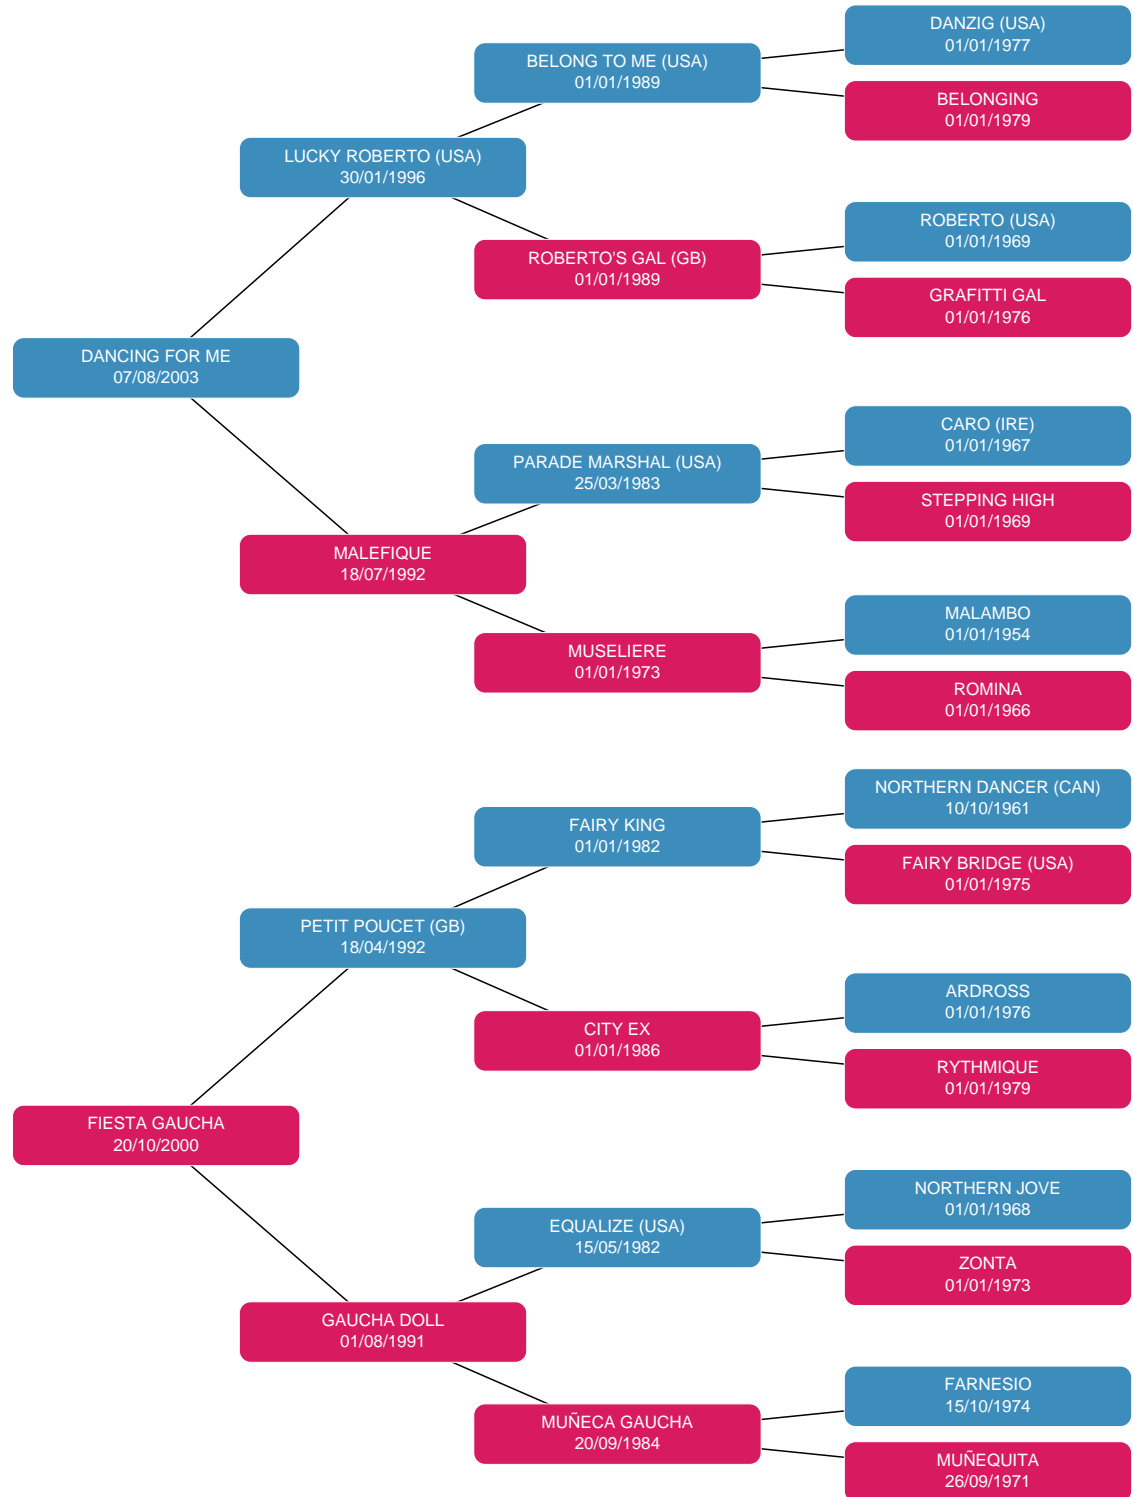 DANZIG (USA)
01/01/1977
BELONG TO ME (USA)
01/01/1989
BELONGING
01/01/1979
LUCKY ROBERTO (USA)
30/01/1996
ROBERTO (USA)
01/01/1969
ROBERTO'S GAL (GB)
01/01/1989
GRAFITTI GAL
01/01/1976
DANCING FOR ME
07/08/2003
CARO (IRE)
01/01/1967
PARADE MARSHAL (USA)
25/03/1983
STEPPING HIGH
01/01/1969
MALEFIQUE
18/07/1992
MALAMBO
01/01/1954
MUSELIERE
01/01/1973
ROMINA
01/01/1966
NORTHERN DANCER (CAN)
10/10/1961
FAIRY KING
01/01/1982
FAIRY BRIDGE (USA)
01/01/1975
PETIT POUCET (GB)
18/04/1992
ARDROSS
01/01/1976
CITY EX
01/01/1986
RYTHMIQUE
01/01/1979
FIESTA GAUCHA
20/10/2000
NORTHERN JOVE
01/01/1968
EQUALIZE (USA)
15/05/1982
ZONTA
01/01/1973
GAUCHA DOLL
01/08/1991
FARNESIO
15/10/1974
MUÑECA GAUCHA
20/09/1984
MUÑEQUITA
26/09/1971